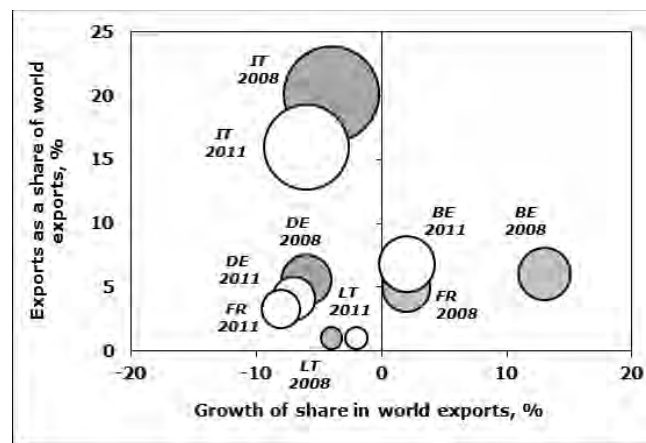 Exports as a share of world
exports, %
25
20
15
10
5
0
IT
2008
IT
2011
DE
2008
DE
2011
FR
2011
LT
2011
LT
2008
BE
2011
BE
2008
FR
2008
-20
-10
0
10
20
Growth of share in world exports, %